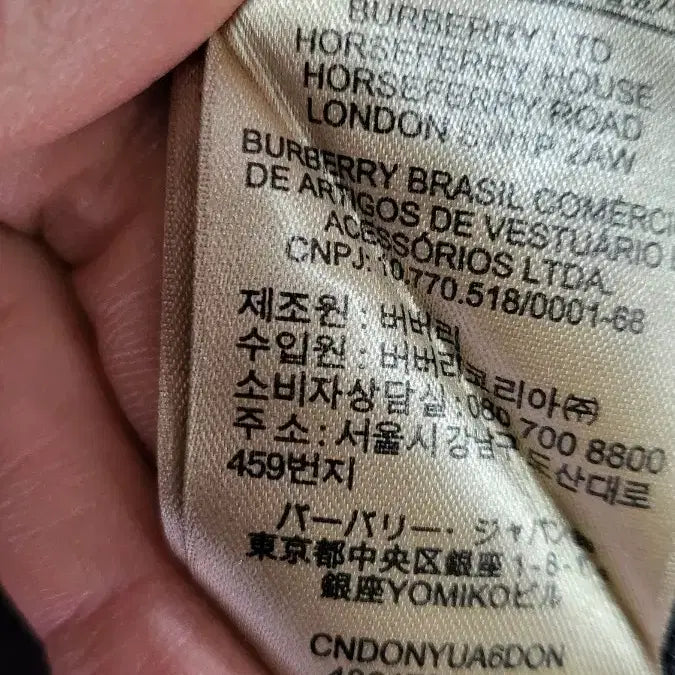 BURBERRY LTD
HORSEFERRY HOUSE
HORSEFERRY ROAD
LONDON SW1P 2AW
BURBERRY BRASIL COMÉRCI
DE ARTIGOS DE VESTUÁRIO E
ACESSÓRIOS LTDA.
CNPJ: 10.770.518/0001-68
제조원 : 버버리
수입원 : 버버리코리아㈜
소비자상담실 : 080 700 8800
주 소 : 서울시 강남구 도산대로
459번지
バーバリー・ジャパン
東京都中央区銀座
銀座YOMIKOビル
CNDONYUA6DON